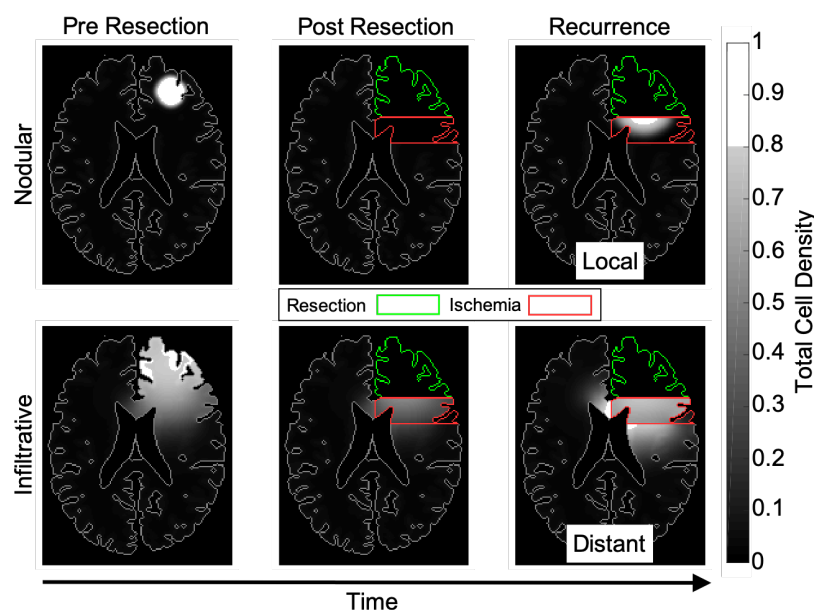 Pre Resection
Post Resection
Recurrence
Nodular
Local
Resection
Ischemia
Infiltrative
Distant
Time
1
0.9
0.8
0.7
0.6
0.5
0.4
0.3
0.2
0.1
0
Total Cell Density